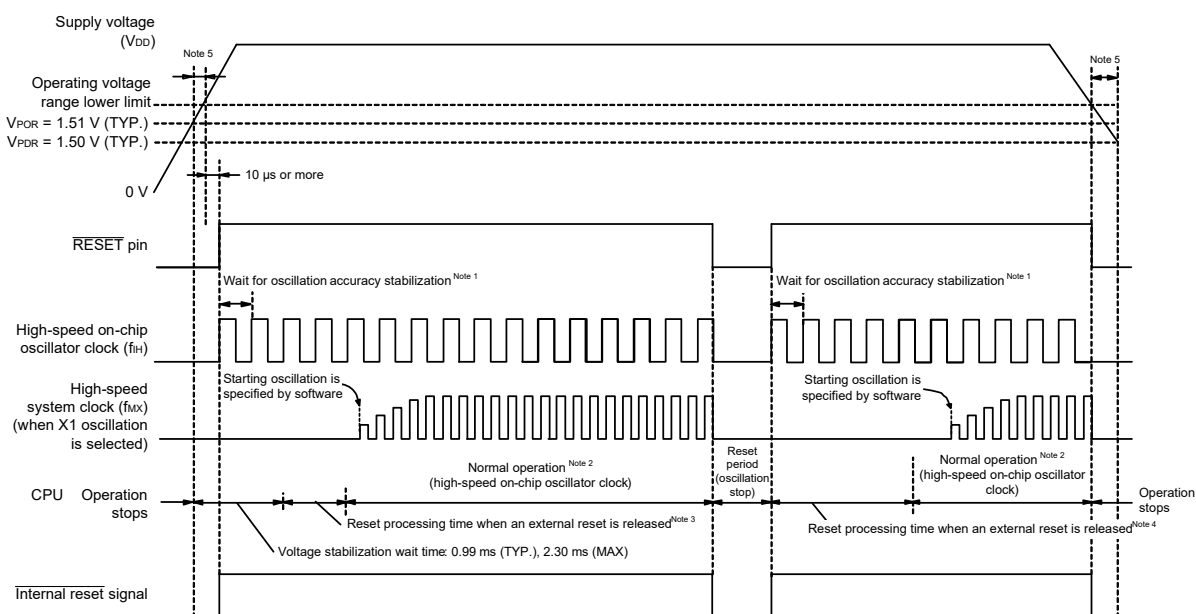 Supply voltage
(VDD)
Note 5
Note 5
Operating voltage
range lower limit
VPOR = 1.51 V (TYP.)
VPDR = 1.50 V (TYP.)
0 V
10 µs or more
RESET pin
Wait for oscillation accuracy stabilization Note 1
Wait for oscillation accuracy stabilization Note 1
High-speed on-chip
oscillator clock (fIH)
Starting oscillation is
specified by software
Starting oscillation is
specified by software
High-speed
system clock (fMX)
(when X1 oscillation
is selected)
Reset
period
(oscillation
stop)
Normal operation Note 2
(high-speed on-chip oscillator clock)
Normal operation Note 2
(high-speed on-chip oscillator
clock)
CPU Operation
stops
Operation
stops
Reset processing time when an external reset is released Note 3
Reset processing time when an external reset is released Note 4
Voltage stabilization wait time: 0.99 ms (TYP.), 2.30 ms (MAX)
Internal reset signal